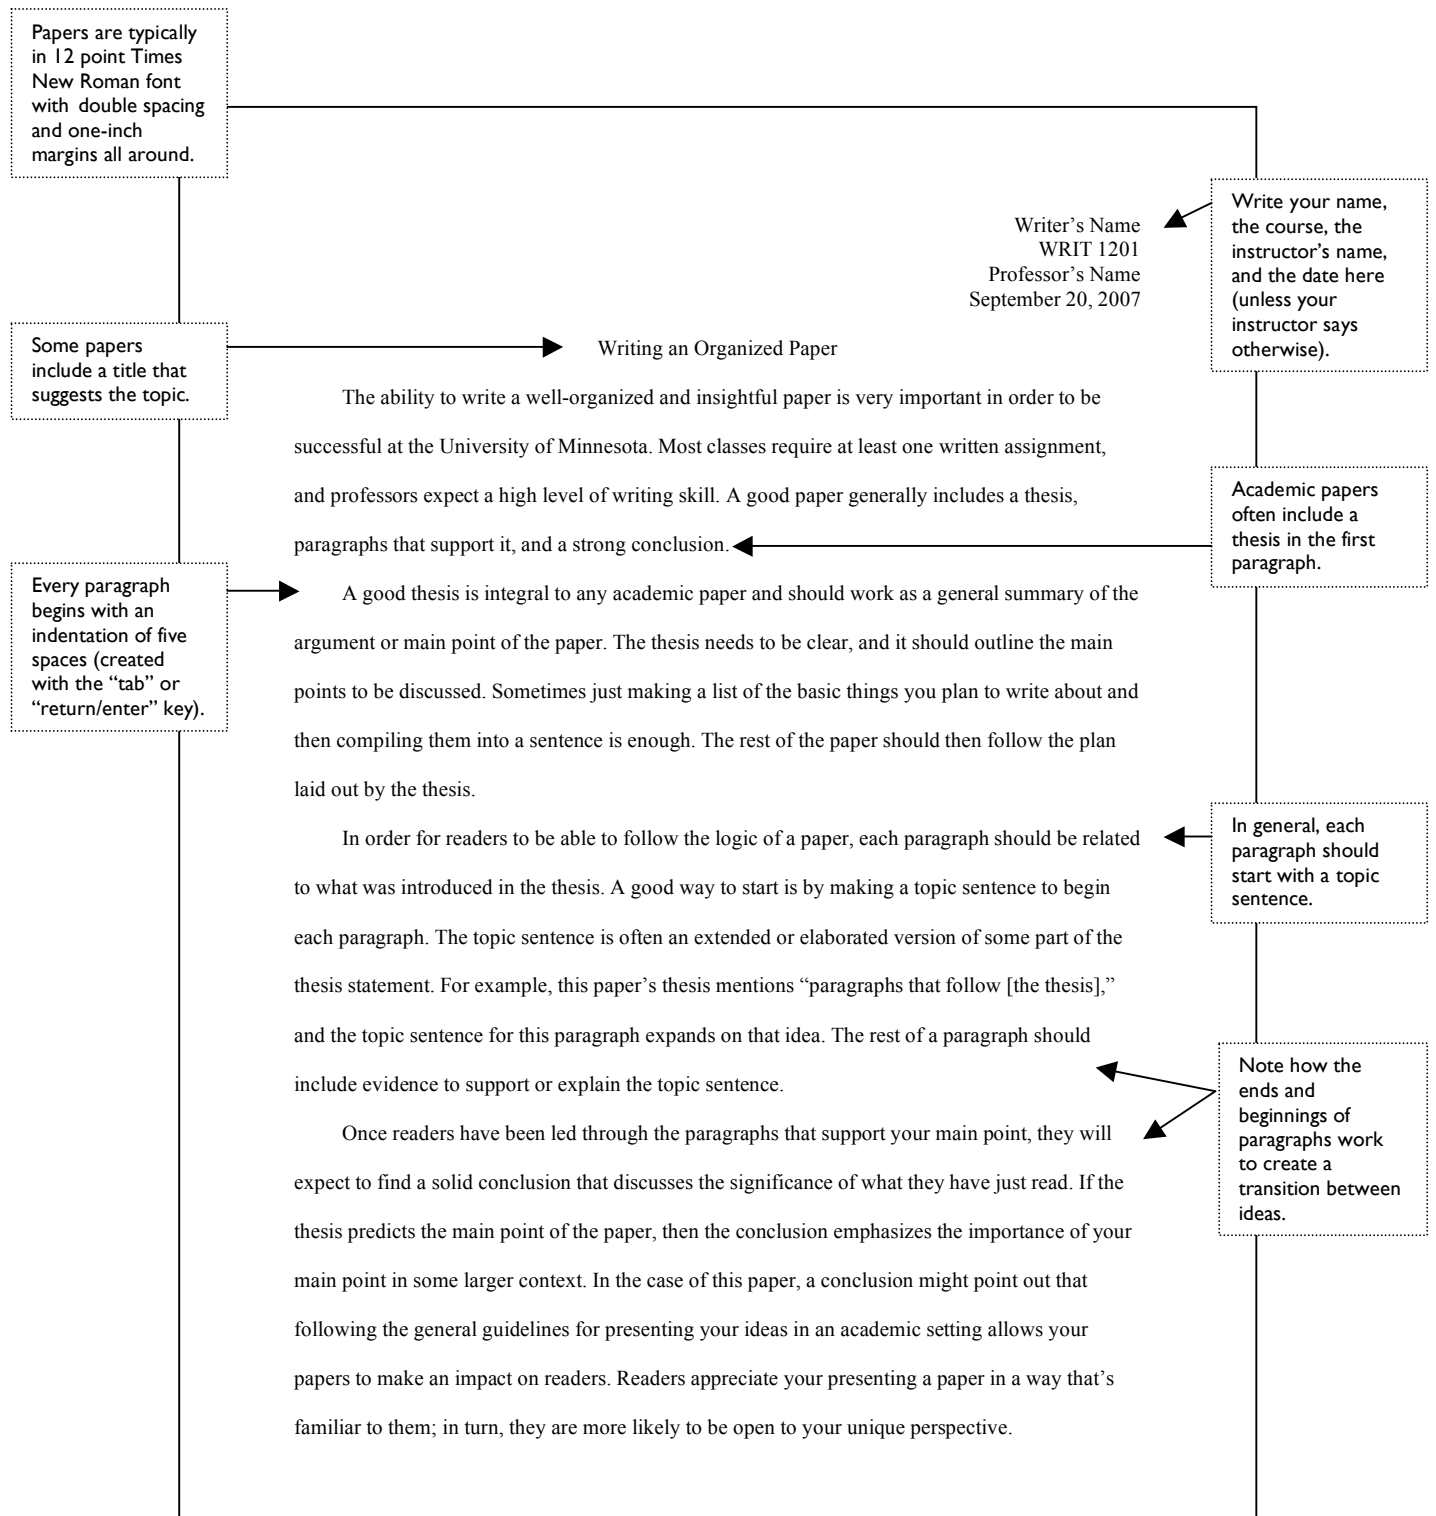 Papers are typically
in 12 point Times
New Roman font
with double spacing
and one-inch
margins all around.
Write your name,
the course, the
instructor's name,
and the date here
(unless your
instructor says
otherwise).
Writer's Name
WRIT 1201
Professor's Name
September 20, 2007
Some papers
include a title that
suggests the topic.
Writing an Organized Paper
The ability to write a well-organized and insightful paper is very important in order to be
successful at the University of Minnesota. Most classes require at least one written assignment,
and professors expect a high level of writing skill. A good paper generally includes a thesis,
paragraphs that support it, and a strong conclusion.
Academic papers
often include a
thesis in the first
paragraph.
Every paragraph
begins with an
indentation of five
spaces (created
with the “tab” or
“return/enter” key).
A good thesis is integral to any academic paper and should work as a general summary of the
argument or main point of the paper. The thesis needs to be clear, and it should outline the main
points to be discussed. Sometimes just making a list of the basic things you plan to write about and
then compiling them into a sentence is enough. The rest of the paper should then follow the plan
laid out by the thesis.
In order for readers to be able to follow the logic of a paper, each paragraph should be related
to what was introduced in the thesis. A good way to start is by making a topic sentence to begin
each paragraph. The topic sentence is often an extended or elaborated version of some part of the
thesis statement. For example, this paper’s thesis mentions “paragraphs that follow [the thesis],”
and the topic sentence for this paragraph expands on that idea. The rest of a paragraph should
include evidence to support or explain the topic sentence.
In general, each
paragraph should
start with a topic
sentence.
Note how the
ends and
beginnings of
paragraphs work
to create a
transition between
ideas.
Once readers have been led through the paragraphs that support your main point, they will
expect to find a solid conclusion that discusses the significance of what they have just read. If the
thesis predicts the main point of the paper, then the conclusion emphasizes the importance of your
main point in some larger context. In the case of this paper, a conclusion might point out that
following the general guidelines for presenting your ideas in an academic setting allows your
papers to make an impact on readers. Readers appreciate your presenting a paper in a way that’s
familiar to them; in turn, they are more likely to be open to your unique perspective.